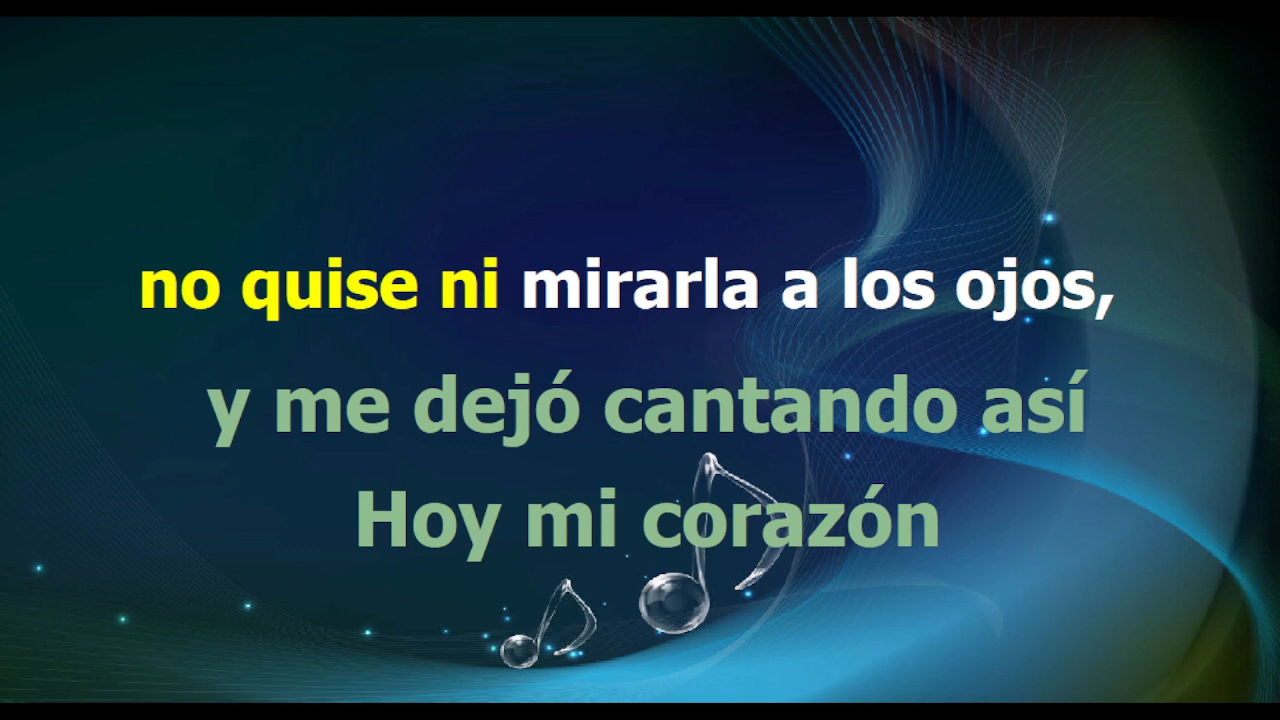 no quise ni mirarla a los ojos,
y me dejó cantando así
Hoy mi corazón